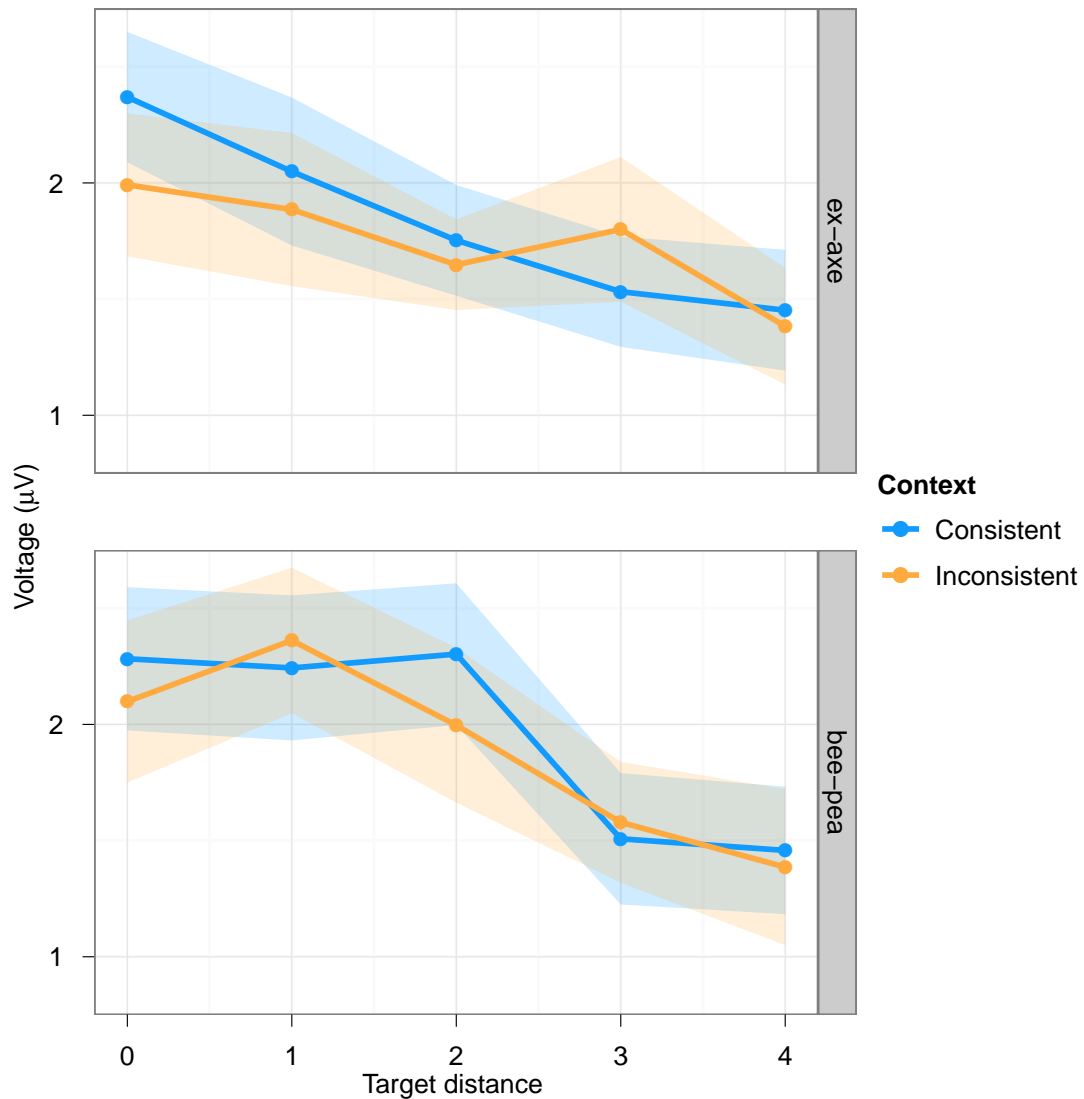 2
1
ex−axe
Voltage (μV)
2
1
bee−pea
0 1 2 3 4
Target distance
Context
Consistent
Inconsistent